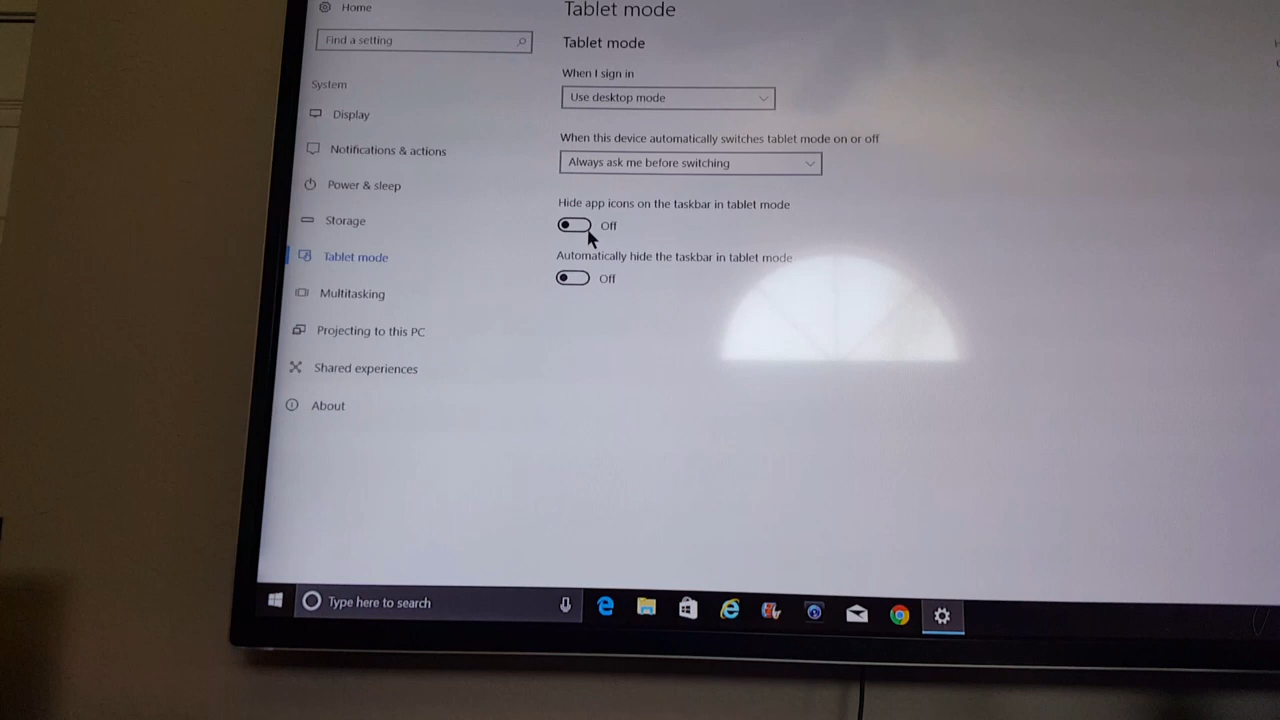 Home
Find a setting
System
Display
Notifications & actions
Power & sleep
Storage
Tablet mode
Multitasking
Projecting to this PC
Shared experiences
About
Tablet mode
Tablet mode
When I sign in
Use desktop mode
When this device automatically switches tablet mode on or off
Always ask me before switching
Hide app icons on the taskbar in tablet mode
Off
Automatically hide the taskbar in tablet mode
Off
Type here to search